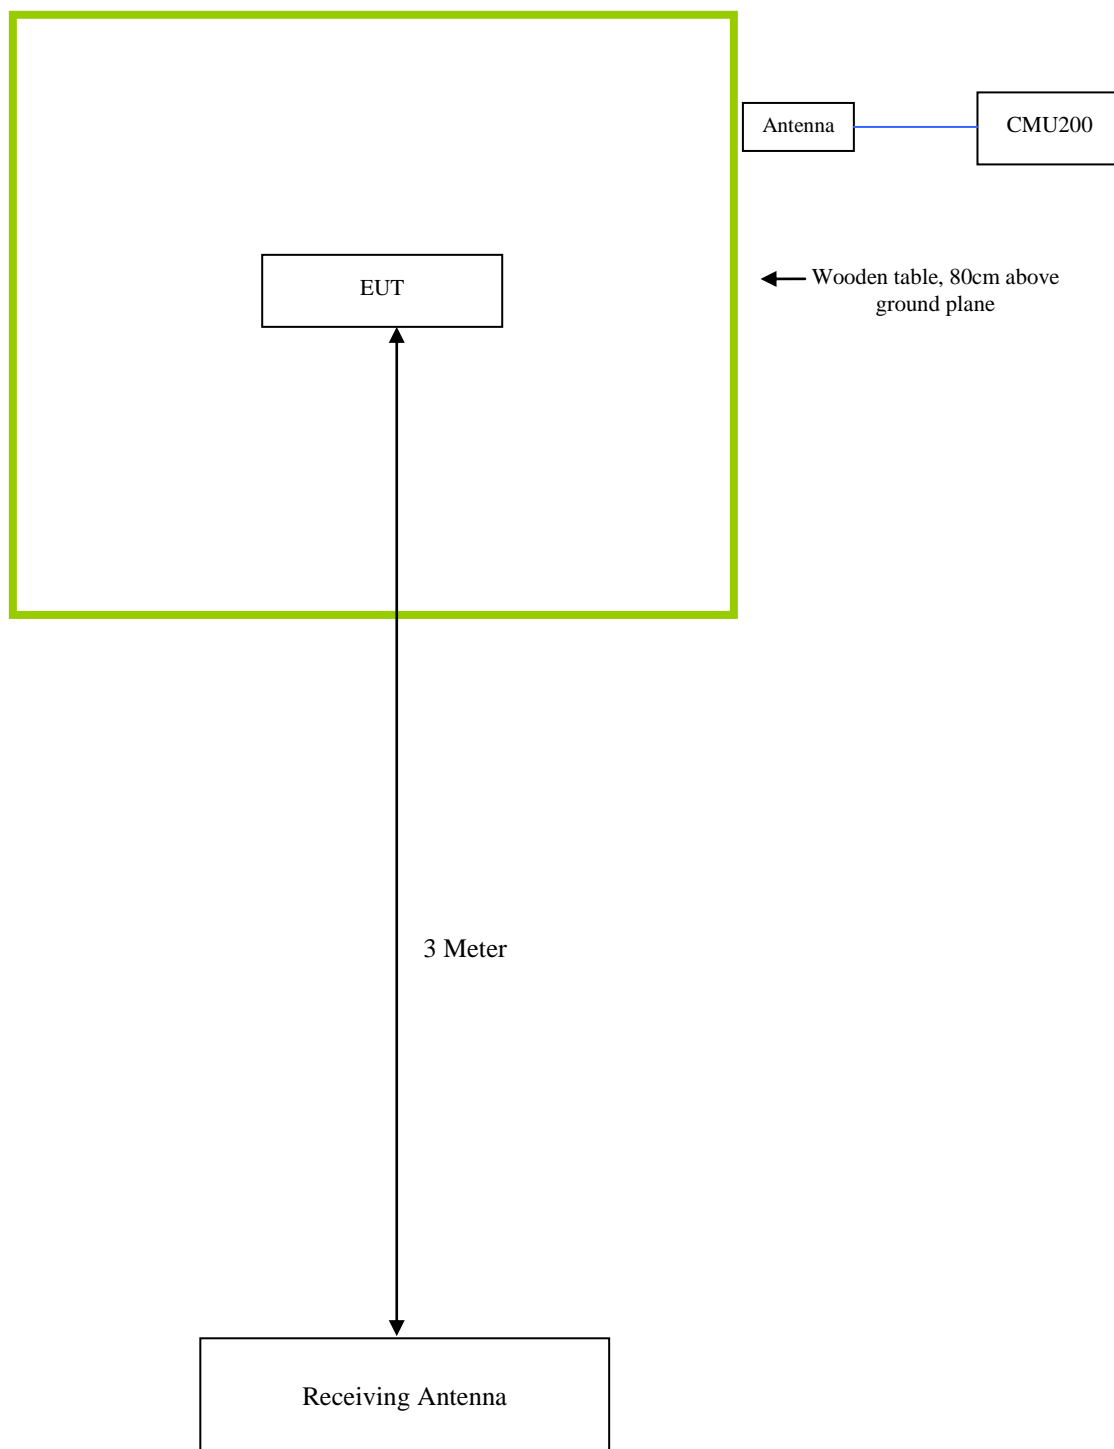 Antenna
CMU200
EUT
Wooden table, 80cm above
ground plane
3 Meter
Receiving Antenna